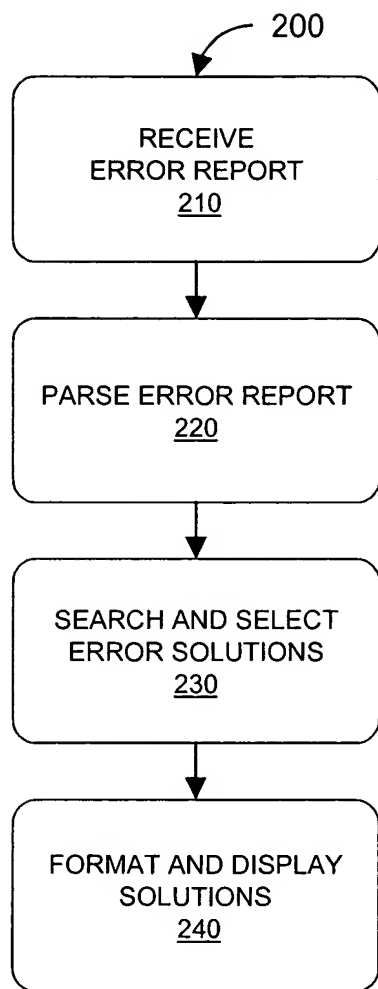 200
RECEIVE
ERROR REPORT
210
PARSE ERROR REPORT
220
SEARCH AND SELECT
ERROR SOLUTIONS
230
FORMAT AND DISPLAY
SOLUTIONS
240